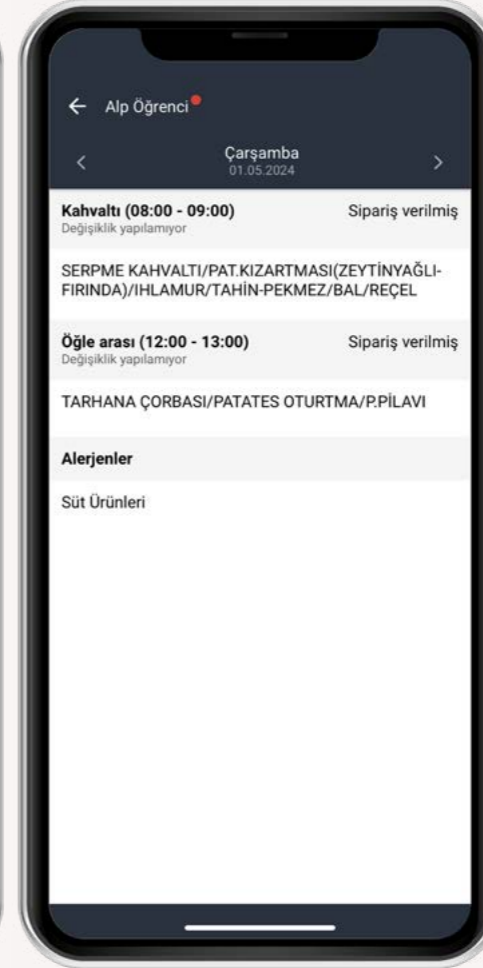 Alp Öğrenci
Çarşamba
01.05.2024
Kahvaltı (08:00 - 09:00) Sipariş verilmiş
Değişiklik yapılamıyor
SERPME KAHVALTI/PAT.KIZARTMASI(ZEYTİNYAĞLI-
FIRINDA)/IHLAMUR/TAHİN-PEKMEZ/BAL/REÇEL
Öğle arası (12:00 - 13:00) Sipariş verilmiş
Değişiklik yapılamıyor
TARHANA ÇORBASI/PATATES OTURTMA/P.PİLAVI
Alerjenler
Süt Ürünleri